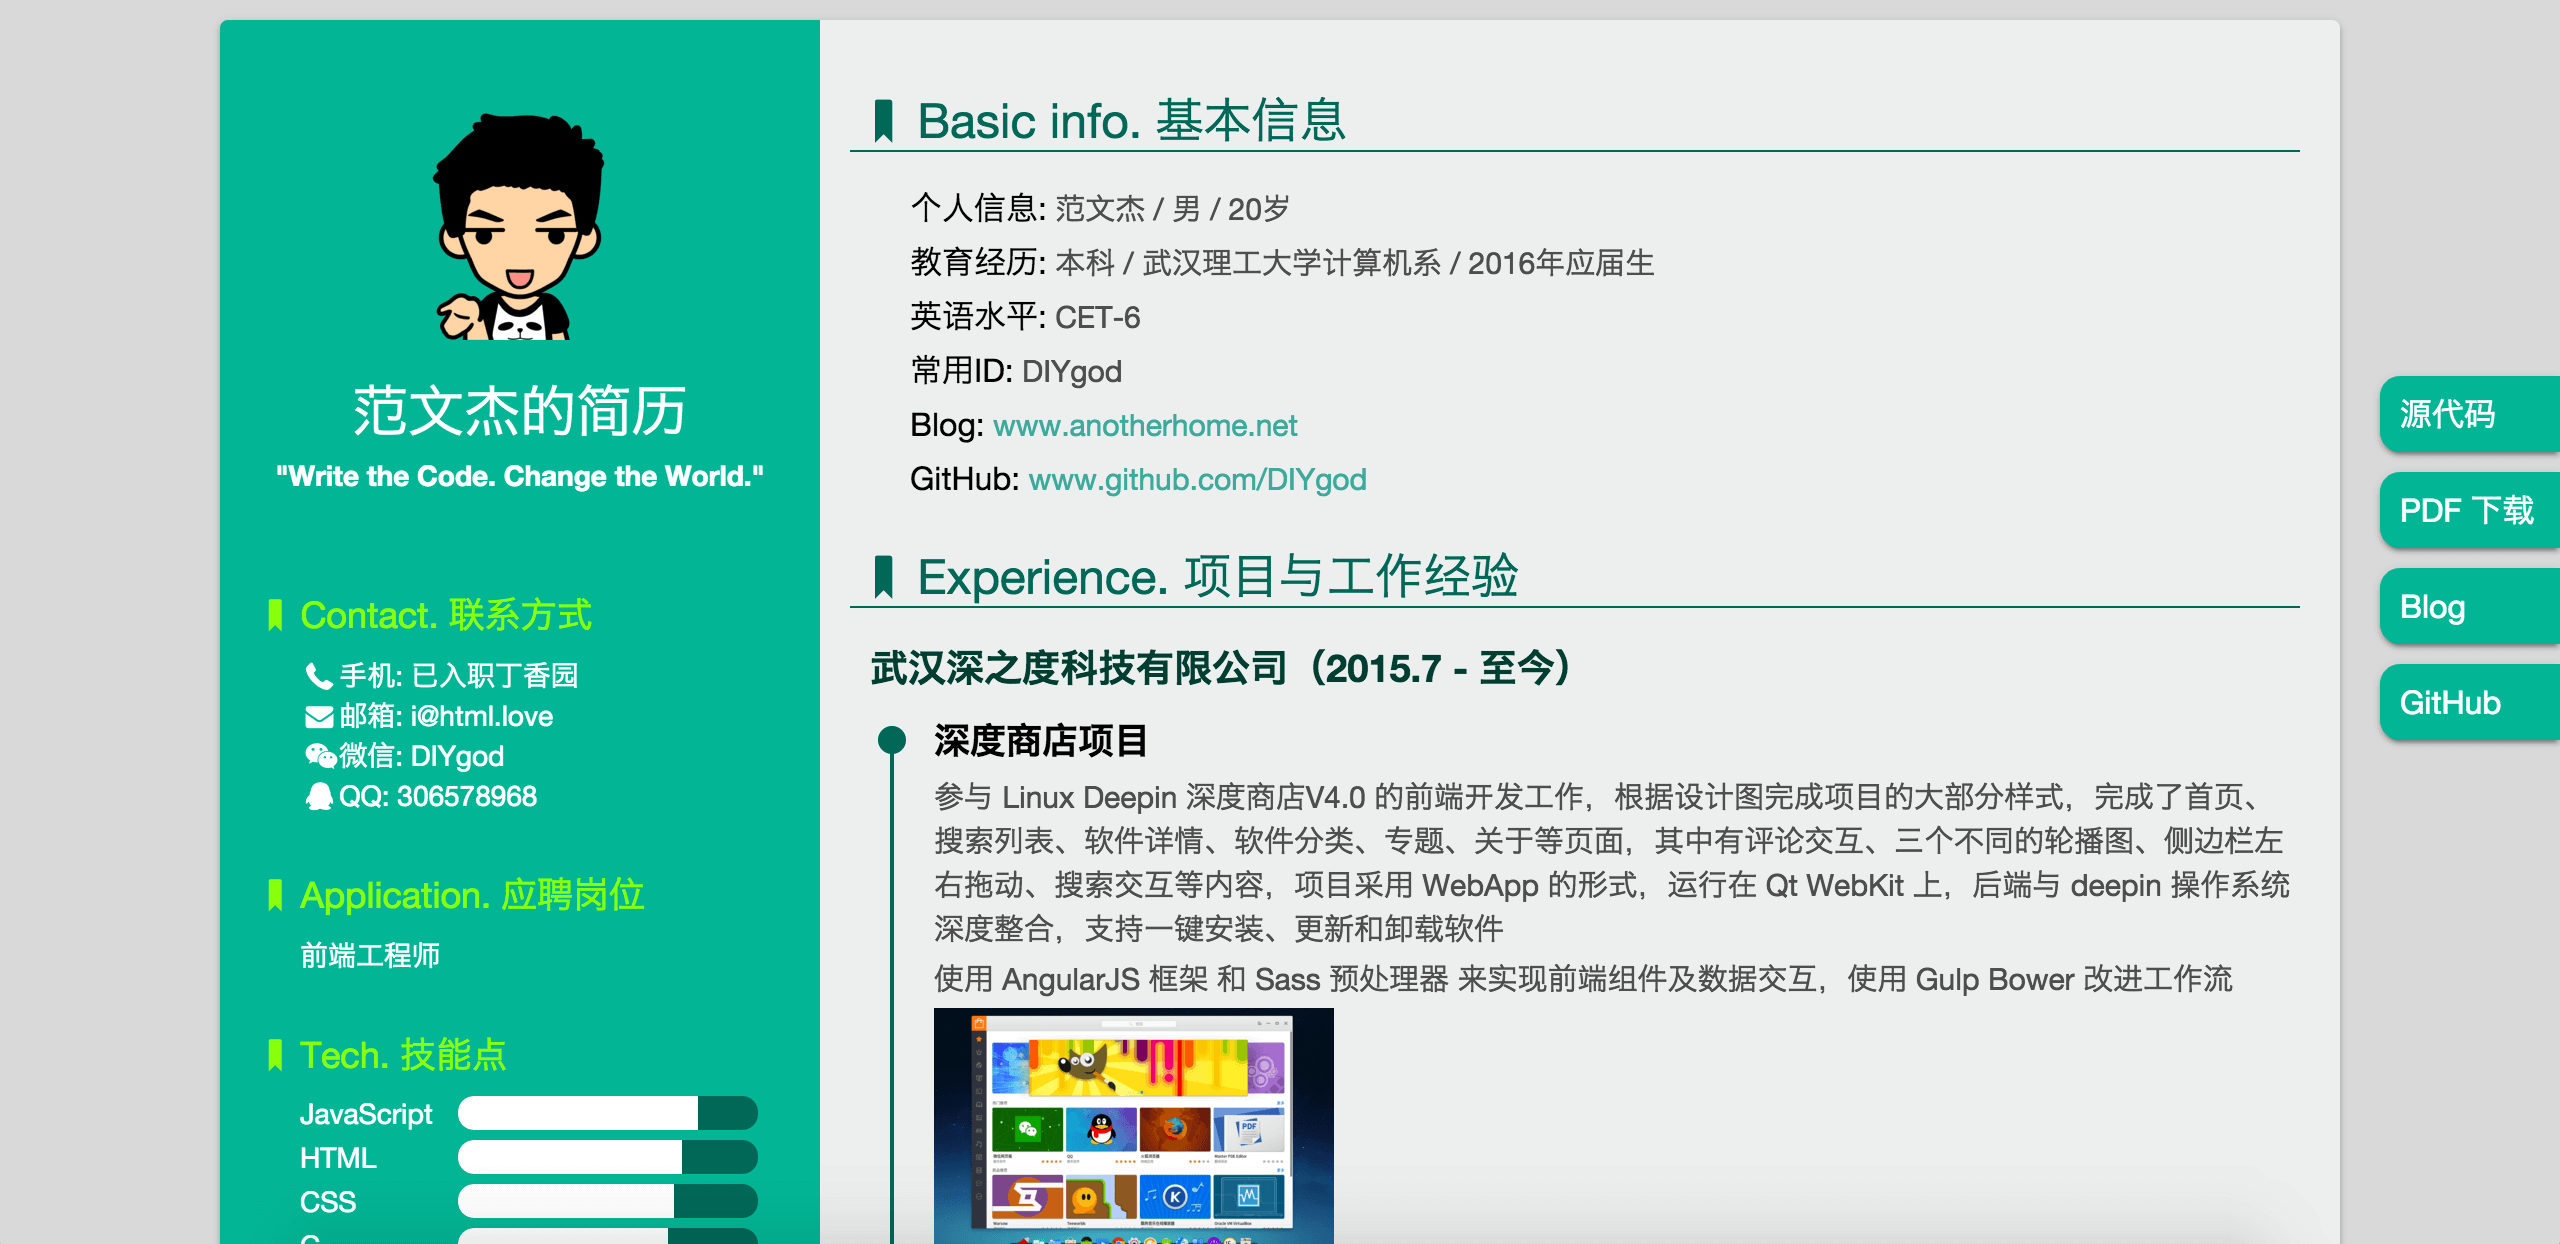 范文杰的简历
"Write the Code. Change the World."
Contact. 联系方式
手机: 已入职丁香园
邮箱: i@html.love
微信: DIYgod
QQ: 306578968
Application. 应聘岗位
前端工程师
Tech. 技能点
JavaScript
HTML
CSS
Basic info. 基本信息
个人信息: 范文杰 / 男 / 20岁
教育经历: 本科 / 武汉理工大学计算机系 / 2016年应届生
英语水平: CET-6
常用ID: DIYgod
Blog: www.anotherhome.net
GitHub: www.github.com/DIYgod
Experience. 项目与工作经验
武汉深之度科技有限公司（2015.7 - 至今）
深度商店项目
参与 Linux Deepin 深度商店V4.0 的前端开发工作，根据设计图完成项目的大部分样式，完成了首页、
搜索列表、软件详情、软件分类、专题、关于等页面，其中有评论交互、三个不同的轮播图、侧边栏左
右拖动、搜索交互等内容，项目采用 WebApp 的形式，运行在 Qt WebKit 上，后端与 deepin 操作系统
深度整合，支持一键安装、更新和卸载软件
使用 AngularJS 框架 和 Sass 预处理器 来实现前端组件及数据交互，使用 Gulp Bower 改进工作流
PDF
QQ
Master PDF Editor
Oracle VM VirtualBox
源代码
PDF 下载
Blog
GitHub